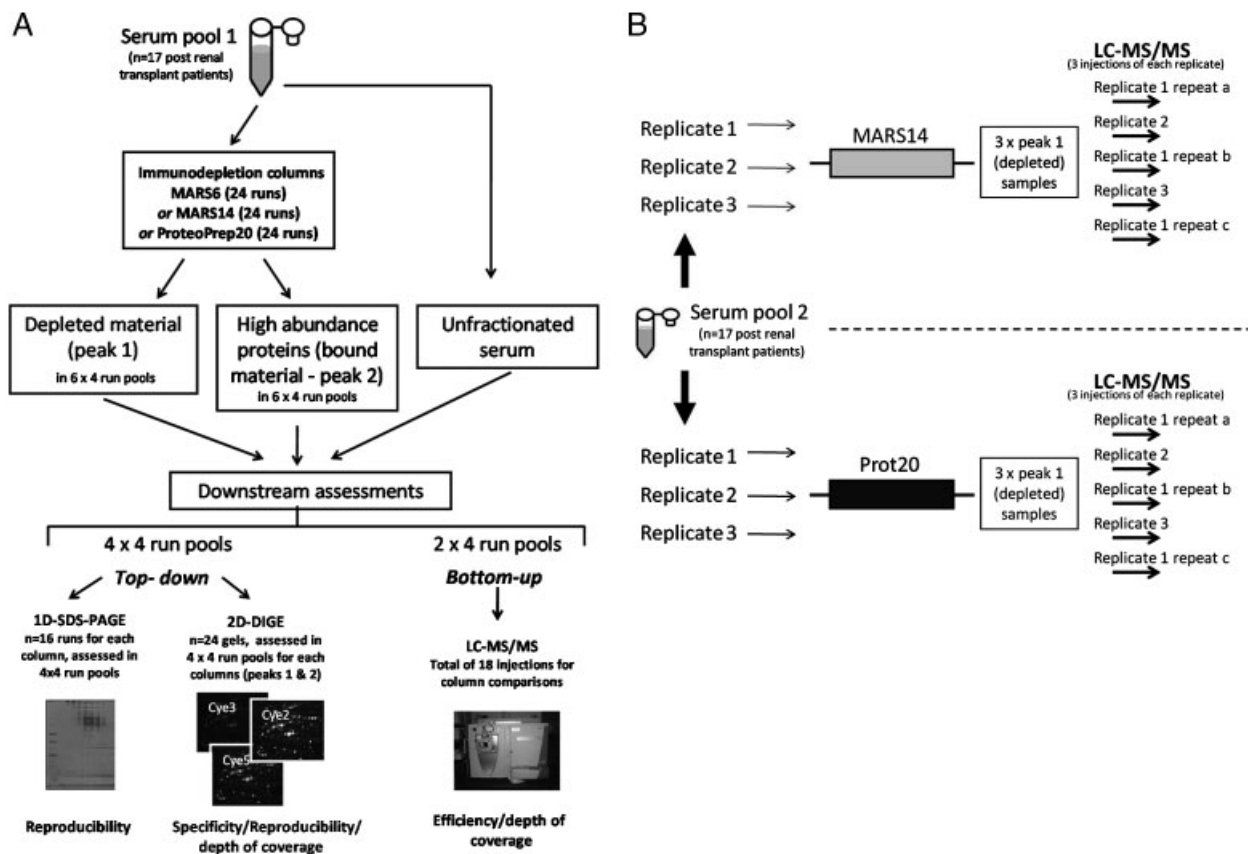 A
Serum pool 1
(n=17 post renal
transplant patients)
Immunodepletion columns
MARS6 (24 runs)
or MARS14 (24 runs)
or ProteoPrep20 (24 runs)
Depleted material
(peak 1)
in 6 x 4 run pools
High abundance
proteins (bound
material - peak 2)
in 6 x 4 run pools
Unfractionated
serum
Downstream assessments
4 x 4 run pools
2 x 4 run pools
Top- down
Bottom-up
1D-SDS-PAGE
n=16 runs for each
column, assessed in
4x4 run pools
2D-DIGE
n=24 gels, assessed in
4 x 4 run pools for each
columns (peaks 1 & 2)
LC-MS/MS
Total of 18 injections for
column comparisons
Cye3
Cye2
Cye5
Reproducibility
Specificity/Reproducibility/
depth of coverage
Efficiency/depth of
coverage
B
LC-MS/MS
(3 injections of each replicate)
Replicate 1
Replicate 2
Replicate 3
MARS14
3 x peak 1
(depleted)
samples
Replicate 1 repeat a
Replicate 2
Replicate 1 repeat b
Replicate 3
Replicate 1 repeat c
Serum pool 2
(n=17 post renal
transplant patients)
LC-MS/MS
(3 injections of each replicate)
Replicate 1
Replicate 2
Replicate 3
Prot20
3 x peak 1
(depleted)
samples
Replicate 1 repeat a
Replicate 2
Replicate 1 repeat b
Replicate 3
Replicate 1 repeat c